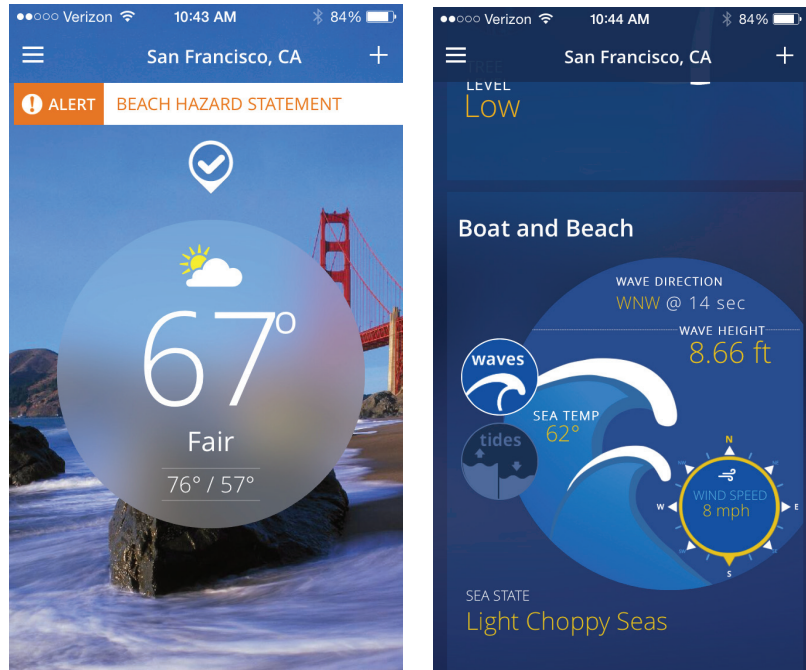 Verizon 10:43 AM 84%
San Francisco, CA
ALERT BEACH HAZARD STATEMENT
67°
Fair
76° / 57°
Verizon 10:44 AM 84%
San Francisco, CA
TREE
LEVEL
Low
Boat and Beach
WAVE DIRECTION
WNW @ 14 sec
WAVE HEIGHT
8.66 ft
waves
SEA TEMP
62°
tides
N
WIND SPEED
8 mph
W
E
S
SEA STATE
Light Choppy Seas